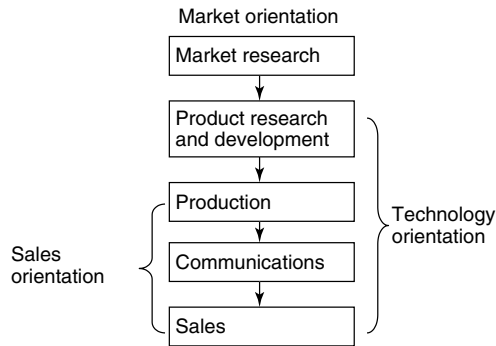 Market orientation
Market research
Product research
and development
Production
Communications
Sales
Sales
orientation
Technology
orientation